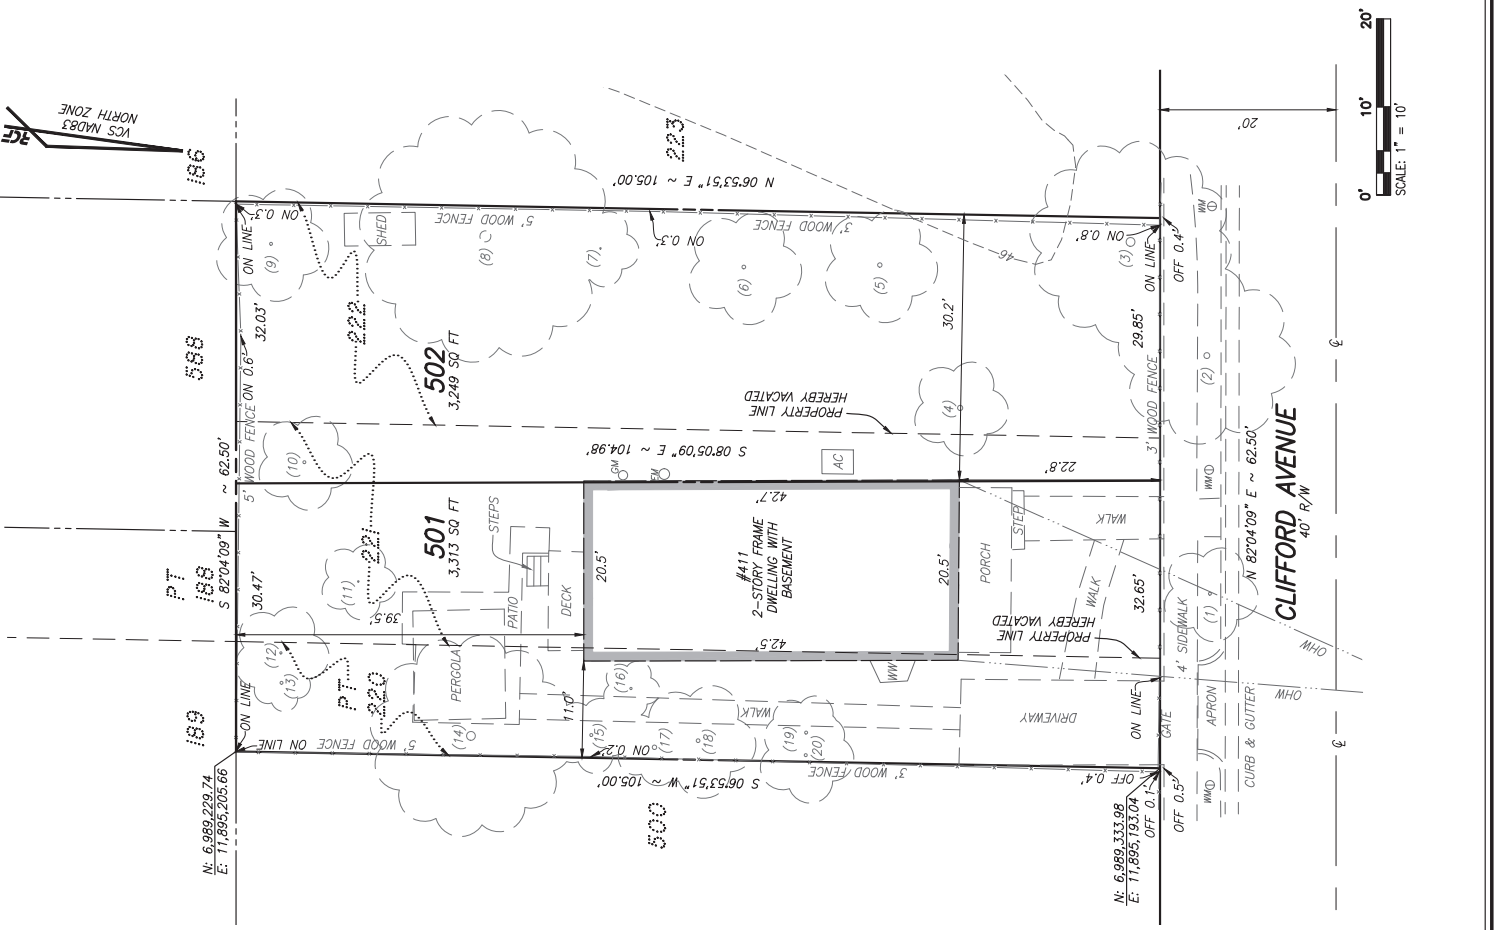 VCS NAD83
NORTH ZONE
RCF
186
588
PT
188
189
223
500
N 06°53'51" E ~ 105.00'
ON 0.3'
5' WOOD FENCE
3' WOOD FENCE
ON 0.3'
ON 0.8'
OFF 0.4'
ON LINE
ON LINE
SHED
(9)
(8)
(7)
(6)
(5)
(3)
(4)
(2)
46
32.03'
222
502
3,249 SQ FT
30.2'
29.85'
ON 0.6'
5' WOOD FENCE
3' WOOD FENCE
PROPERTY LINE
HEREBY VACATED
S 08°05'09" E ~ 104.98'
S 82°04'09" W ~ 62.50'
(10)
GM
EM
AC
22.8'
30.47'
221
501
3,313 SQ FT
(11)
39.5'
STEPS
PATIO
DECK
PERGOLA
20.5'
42.7'
#411
2-STORY FRAME
DWELLING WITH
BASEMENT
20.5'
42.5'
PORCH
STEP
WALK
WALK
32.65'
PROPERTY LINE
HEREBY VACATED
(12)
(13)
PT.
220
(14)
(15)
(16)
(17)
(18)
(19)
(20)
11.0'
WW
WALK
DRIVEWAY
ON LINE
ON LINE
5' WOOD FENCE
ON 0.2'
3' WOOD FENCE
OFF 0.4'
S 06°53'51" W ~ 105.00'
ON LINE
GATE
4' SIDEWALK
APRON
CURB & GUTTER
(1)
WM
WM
WM
OHW
OHW
OFF 0.1'
OFF 0.5'
N: 6,989,229.74
E: 11,895,205.66
N: 6,989,333.98
E: 11,895,193.04
N 82°04'09" E ~ 62.50'
CLIFFORD AVENUE
40' R/W
20'
℄
℄
0'
10'
20'
SCALE: 1" = 10'